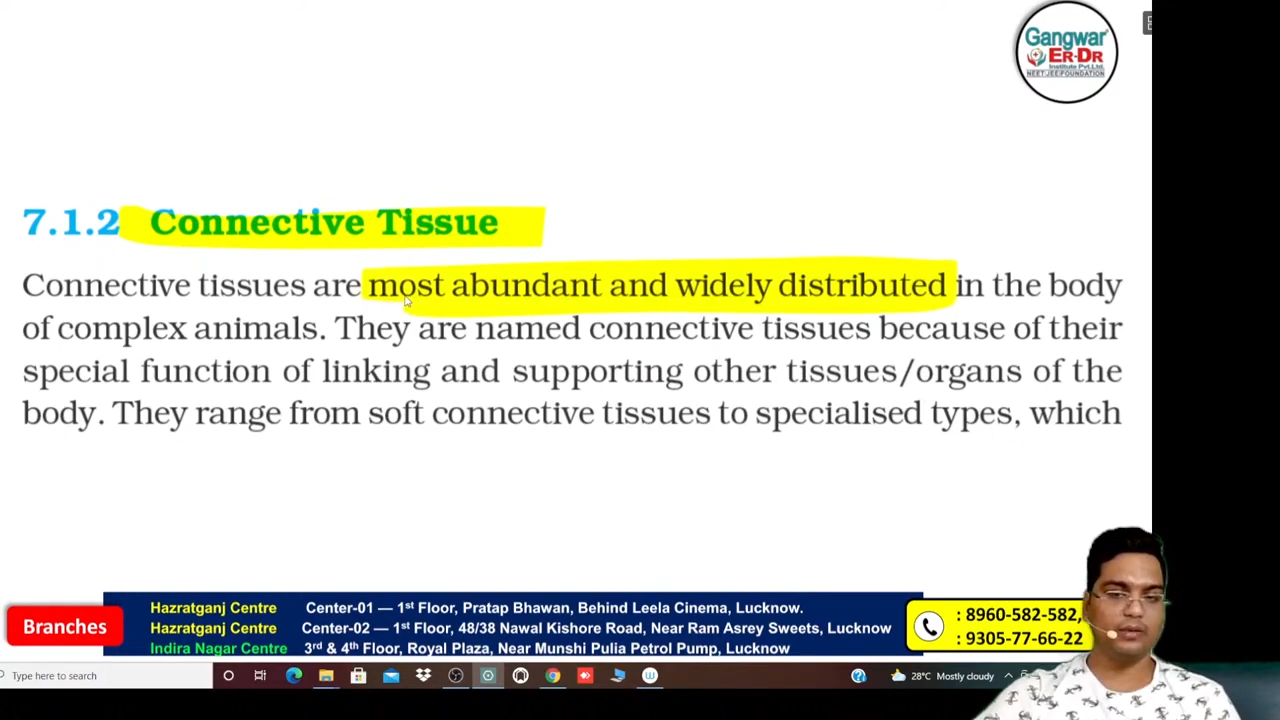 Gangwar
ER-DR
Institute Pvt.Ltd.
NEET|JEE|FOUNDATION
7.1.2 Connective Tissue
Connective tissues are most abundant and widely distributed in the body
of complex animals. They are named connective tissues because of their
special function of linking and supporting other tissues/organs of the
body. They range from soft connective tissues to specialised types, which
Branches
Hazratganj Centre Center-01 — 1st Floor, Pratap Bhawan, Behind Leela Cinema, Lucknow.
Hazratganj Centre Center-02 — 1st Floor, 48/38 Nawal Kishore Road, Near Ram Asrey Sweets, Lucknow
Indira Nagar Centre 3rd & 4th Floor, Royal Plaza, Near Munshi Pulia Petrol Pump, Lucknow
: 8960-582-582,
: 9305-77-66-22
Type here to search
28°C Mostly cloudy